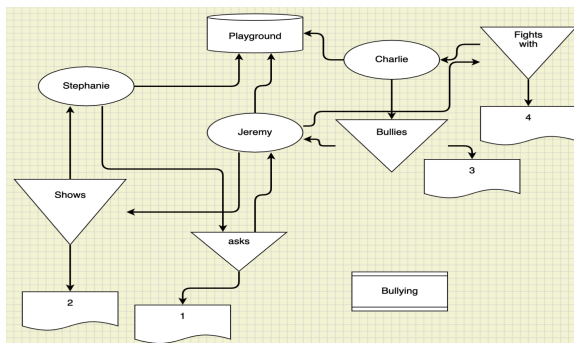 Playground
Fights
with
Charlie
Stephanie
4
Jeremy
Bullies
3
Shows
asks
Bullying
2
1